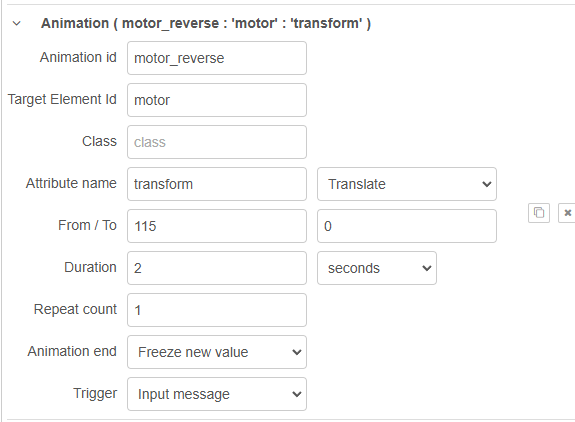 Animation ( motor_reverse : 'motor' : 'transform' )
Animation id motor_reverse
Target Element Id motor
Class class
Attribute name transform Translate
From / To 115 0
Duration 2 seconds
Repeat count 1
Animation end Freeze new value
Trigger Input message